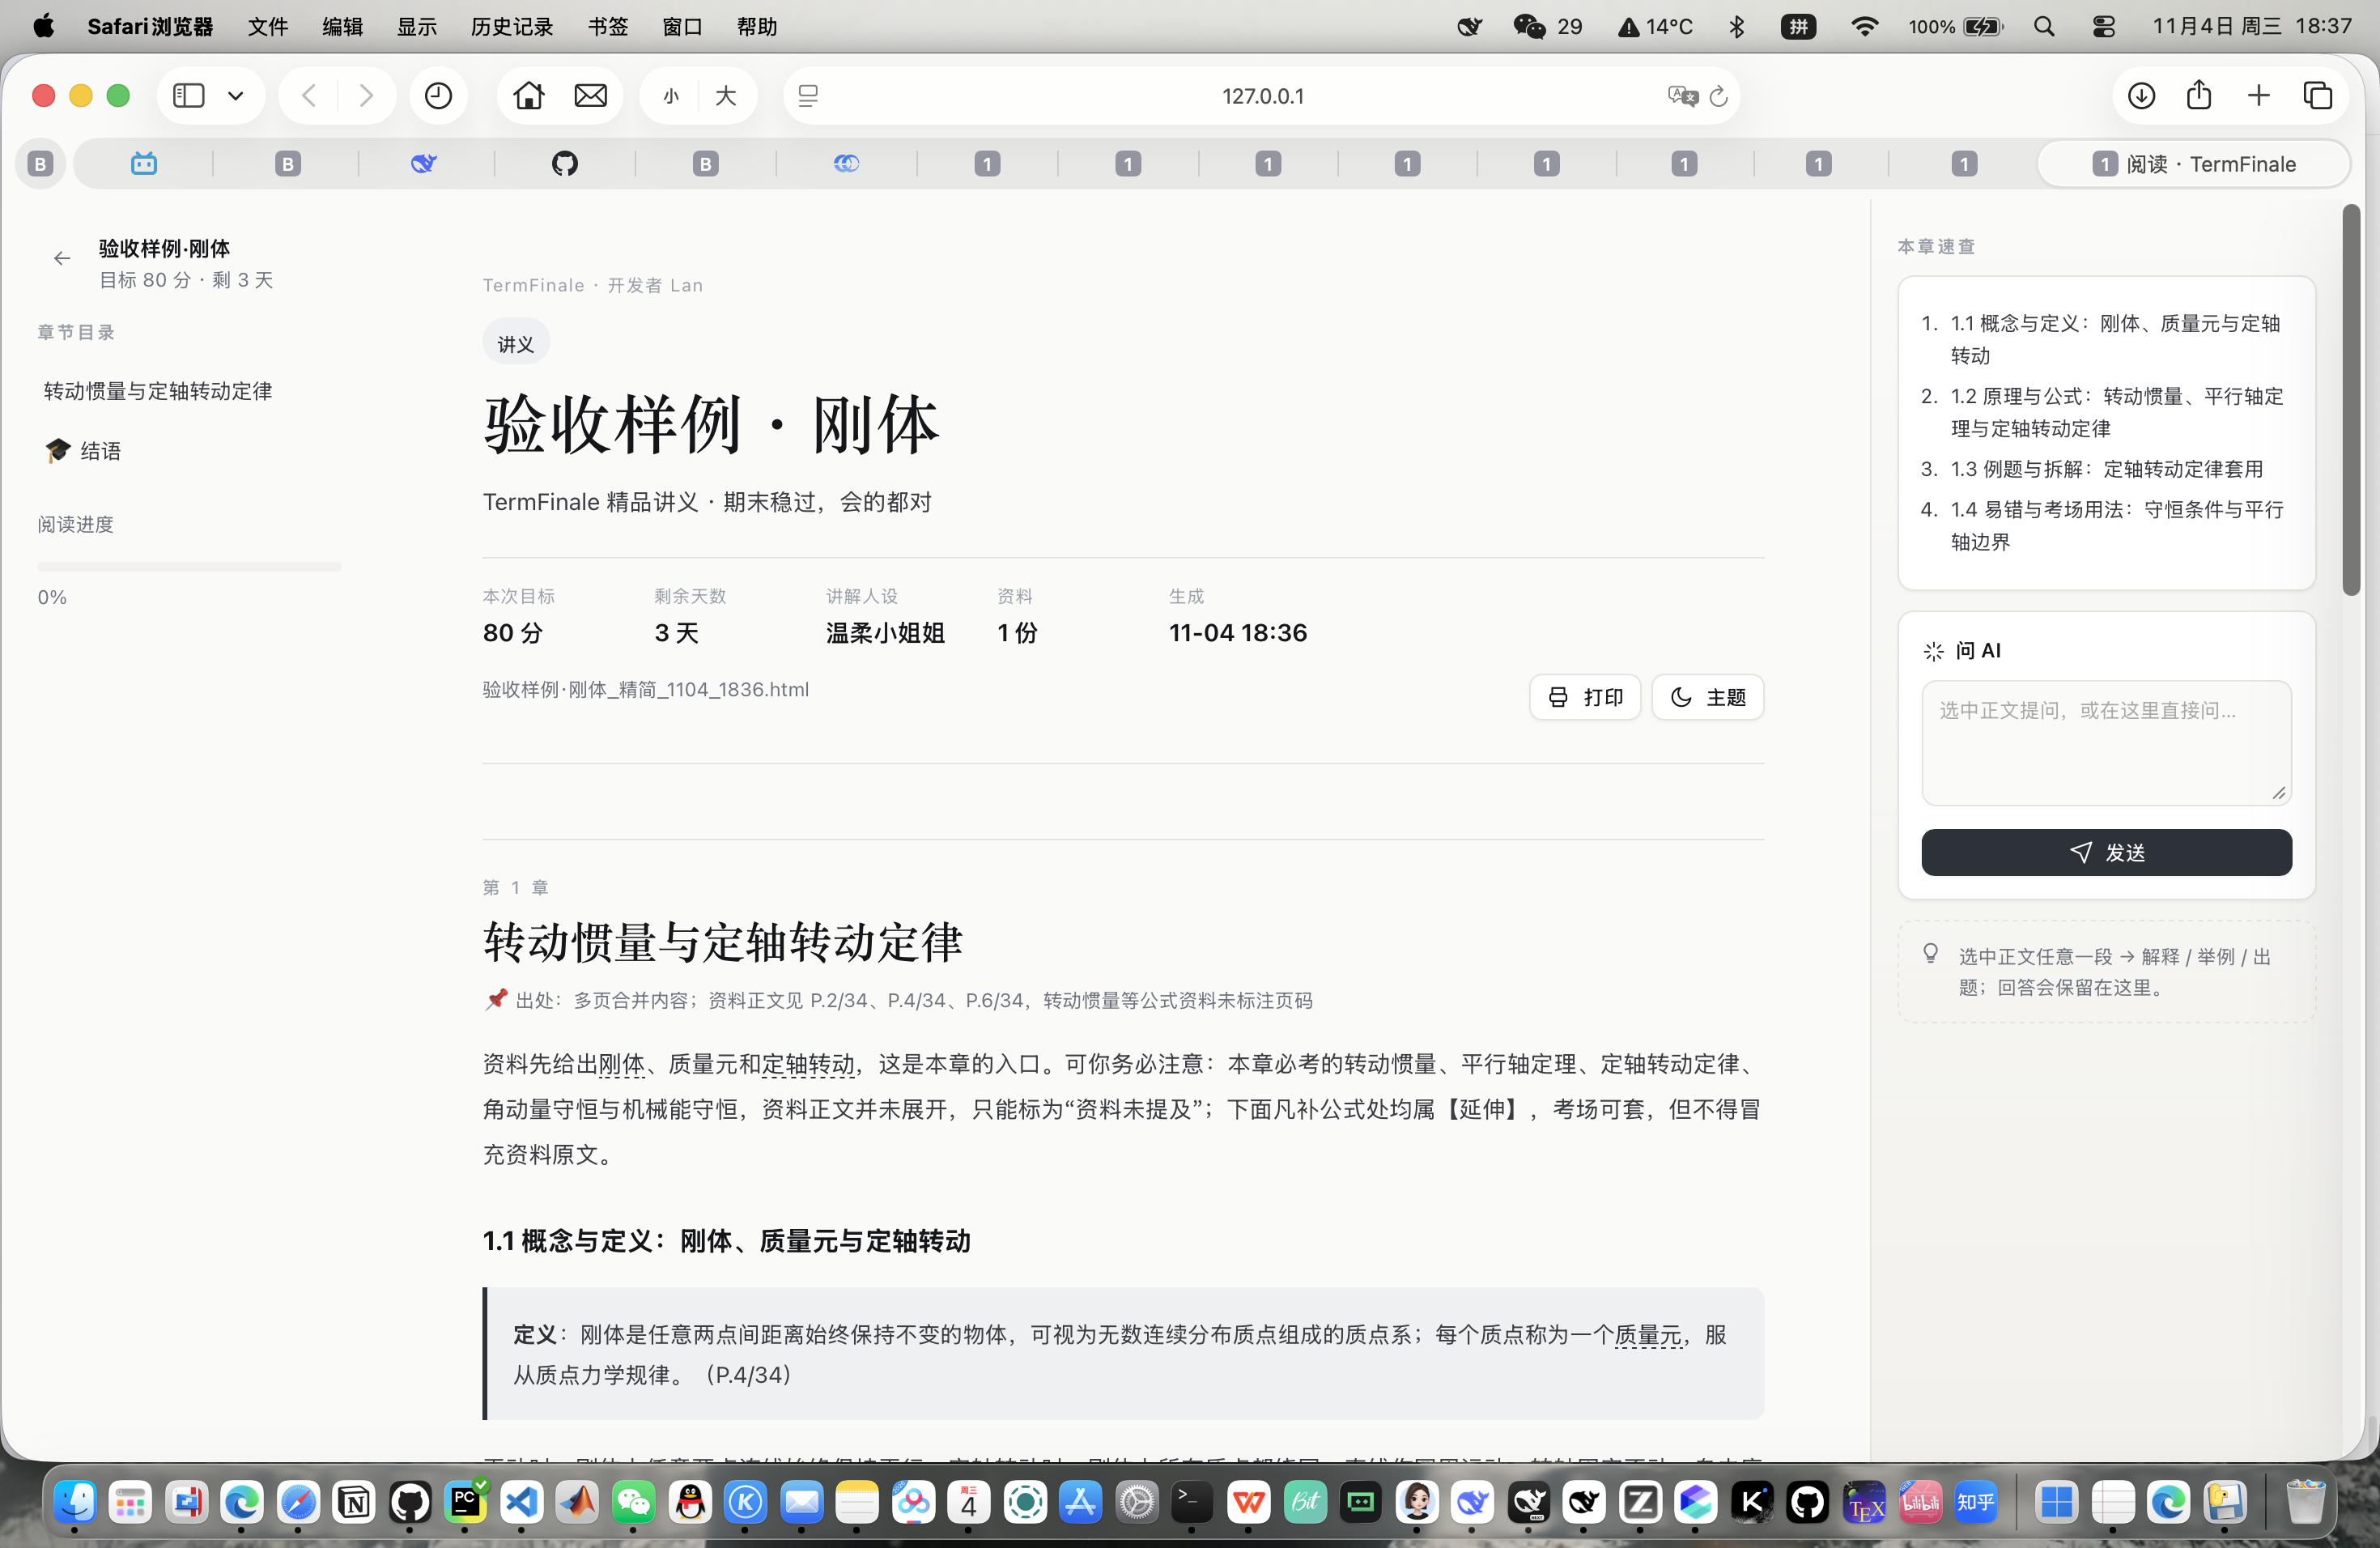 Safari浏览器 文件 编辑 显示 历史记录 书签 窗口 帮助 29 14°C 拼 100% 11月4日 周三 18:37
小 大 127.0.0.1
B B B 1 1 1 1 1 1 1 1 1 阅读 · TermFinale
验收样例·刚体
目标 80 分 · 剩 3 天
章节目录
转动惯量与定轴转动定律
🎓 结语
阅读进度
0%
TermFinale · 开发者 Lan
讲义
验收样例 · 刚体
TermFinale 精品讲义 · 期末稳过，会的都对
本次目标 剩余天数 讲解人设 资料 生成
80 分 3 天 温柔小姐姐 1 份 11-04 18:36
验收样例·刚体_精简_1104_1836.html
打印 主题
第 1 章
转动惯量与定轴转动定律
📌 出处：多页合并内容；资料正文见 P.2/34、P.4/34、P.6/34，转动惯量等公式资料未标注页码
资料先给出刚体、质量元和定轴转动，这是本章的入口。可你务必注意：本章必考的转动惯量、平行轴定理、定轴转动定律、
角动量守恒与机械能守恒，资料正文并未展开，只能标为“资料未提及”；下面凡补公式处均属【延伸】，考场可套，但不得冒
充资料原文。
1.1 概念与定义：刚体、质量元与定轴转动
定义：刚体是任意两点间距离始终保持不变的物体，可视为无数连续分布质点组成的质点系；每个质点称为一个质量元，服
从质点力学规律。（P.4/34）
本章速查
1. 1.1 概念与定义：刚体、质量元与定轴
转动
2. 1.2 原理与公式：转动惯量、平行轴定
理与定轴转动定律
3. 1.3 例题与拆解：定轴转动定律套用
4. 1.4 易错与考场用法：守恒条件与平行
轴边界
问 AI
选中正文提问，或在这里直接问...
发送
选中正文任意一段 → 解释 / 举例 / 出
题；回答会保留在这里。
PC 周三 4 Bit TEX bilibili 知乎